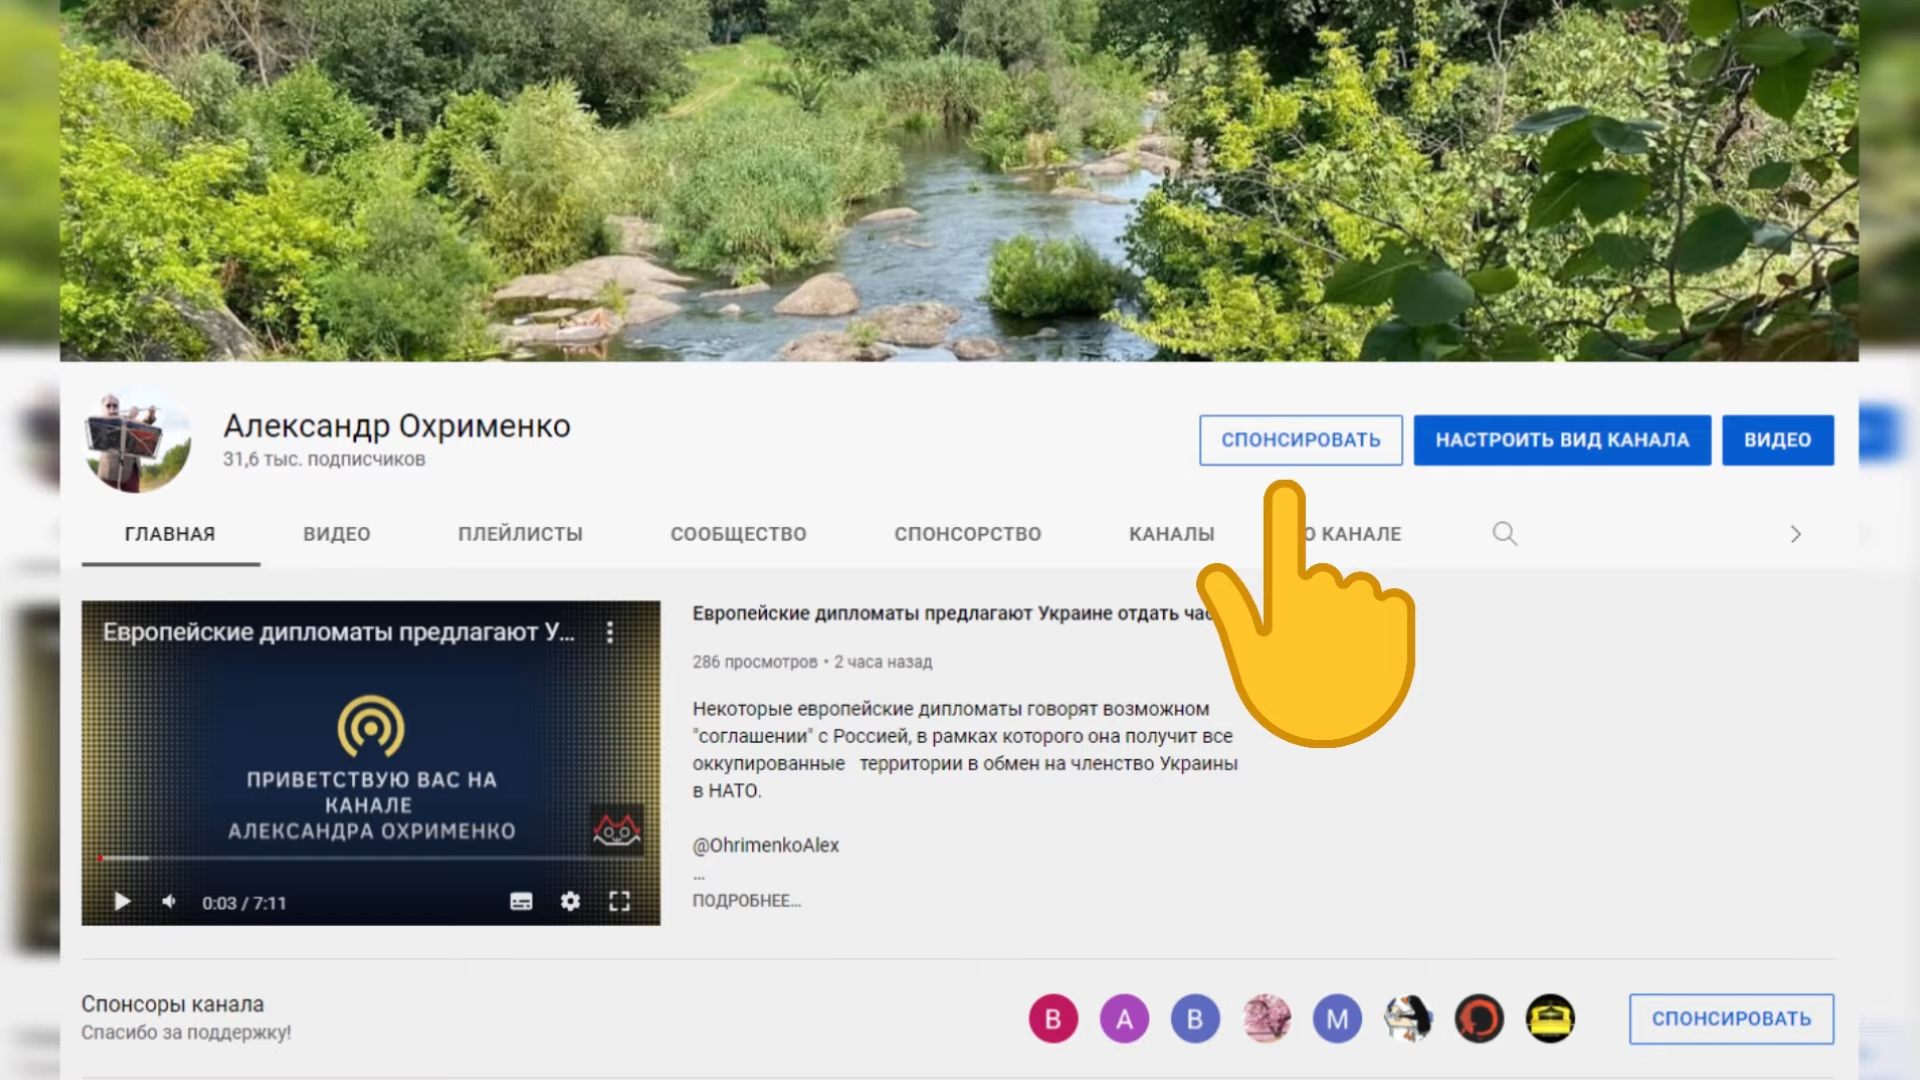 Александр Охрименко
31,6 тыс. подписчиков
СПОНСИРОВАТЬ
НАСТРОИТЬ ВИД КАНАЛА
ВИДЕО
ГЛАВНАЯ
ВИДЕО
ПЛЕЙЛИСТЫ
СООБЩЕСТВО
СПОНСОРСТВО
КАНАЛЫ
О КАНАЛЕ
Европейские дипломаты предлагают У...
ПРИВЕТСТВУЮ ВАС НА
КАНАЛЕ
АЛЕКСАНДРА ОХРИМЕНКО
0:03 / 7:11
Европейские дипломаты предлагают Украине отдать
286 просмотров • 2 часа назад
Некоторые европейские дипломаты говорят возможном
"соглашении" с Россией, в рамках которого она получит все
оккупированные территории в обмен на членство Украины
в НАТО.
@OhrimenkoAlex
...
ПОДРОБНЕЕ...
Спонсоры канала
Спасибо за поддержку!
В
А
В
М
СПОНСИРОВАТЬ